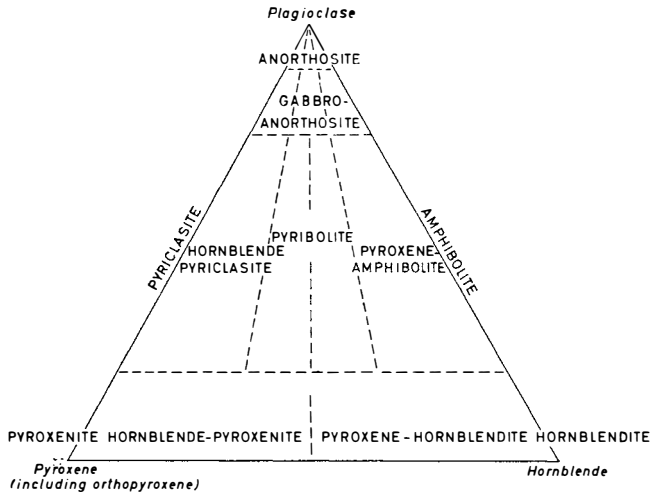 Plagioclase
ANORTHOSITE
GABBRO-
ANORTHOSITE
PYRICLASITE
AMPHIBOLITE
HORNBLENDE
PYRICLASITE
PYRIBOLITE
PYROXENE-
AMPHIBOLITE
PYROXENITE HORNBLENDE-PYROXENITE PYROXENE-HORNBLENDITE HORNBLENDITE
Pyroxene
(including orthopyroxene)
Hornblende